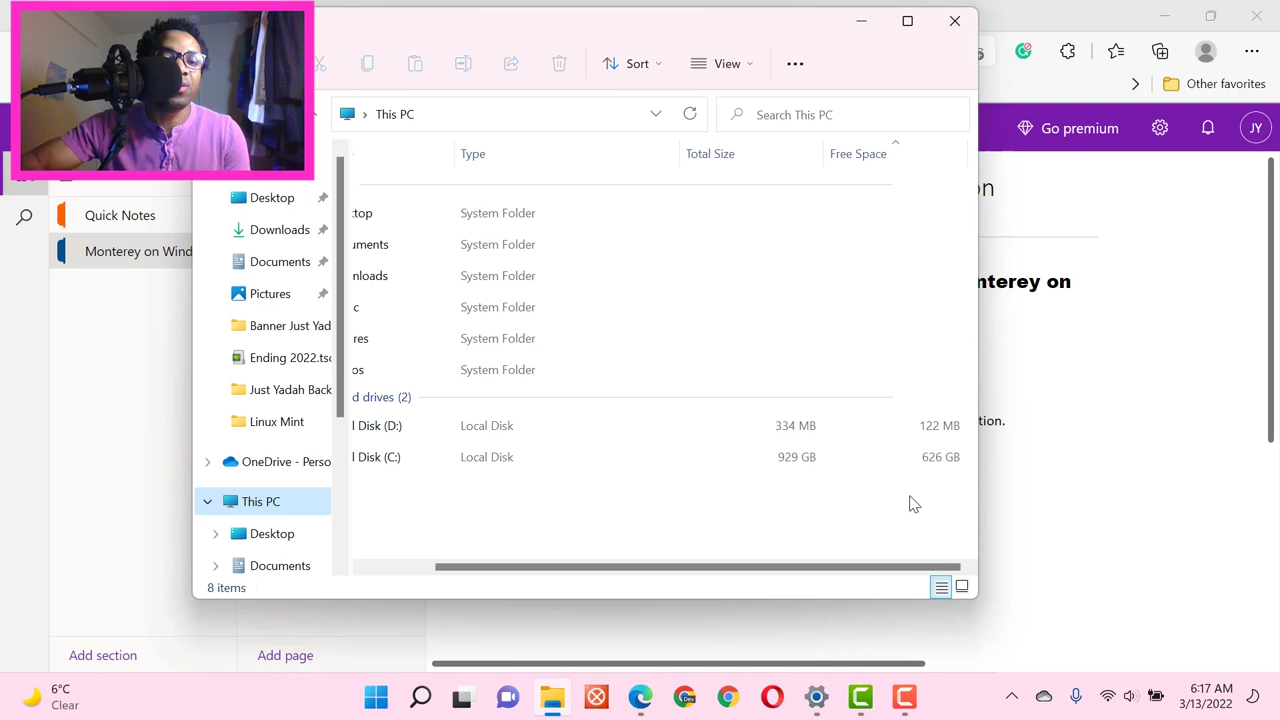 Sort
View
This PC
Search This PC
Other favorites
Go premium
JY
Type
Total Size
Free Space
Desktop
Downloads
Documents
Pictures
Banner Just Yad
Ending 2022.tsc
Just Yadah Back
Linux Mint
OneDrive - Perso
This PC
Desktop
Documents
8 items
System Folder
uments
System Folder
nloads
System Folder
c
System Folder
res
System Folder
os
System Folder
d drives (2)
l Disk (D:)
Local Disk
334 MB
122 MB
l Disk (C:)
Local Disk
929 GB
626 GB
Quick Notes
Monterey on Wind
on
nterey on
tion.
Add section
Add page
6°C
Clear
6:17 AM
3/13/2022